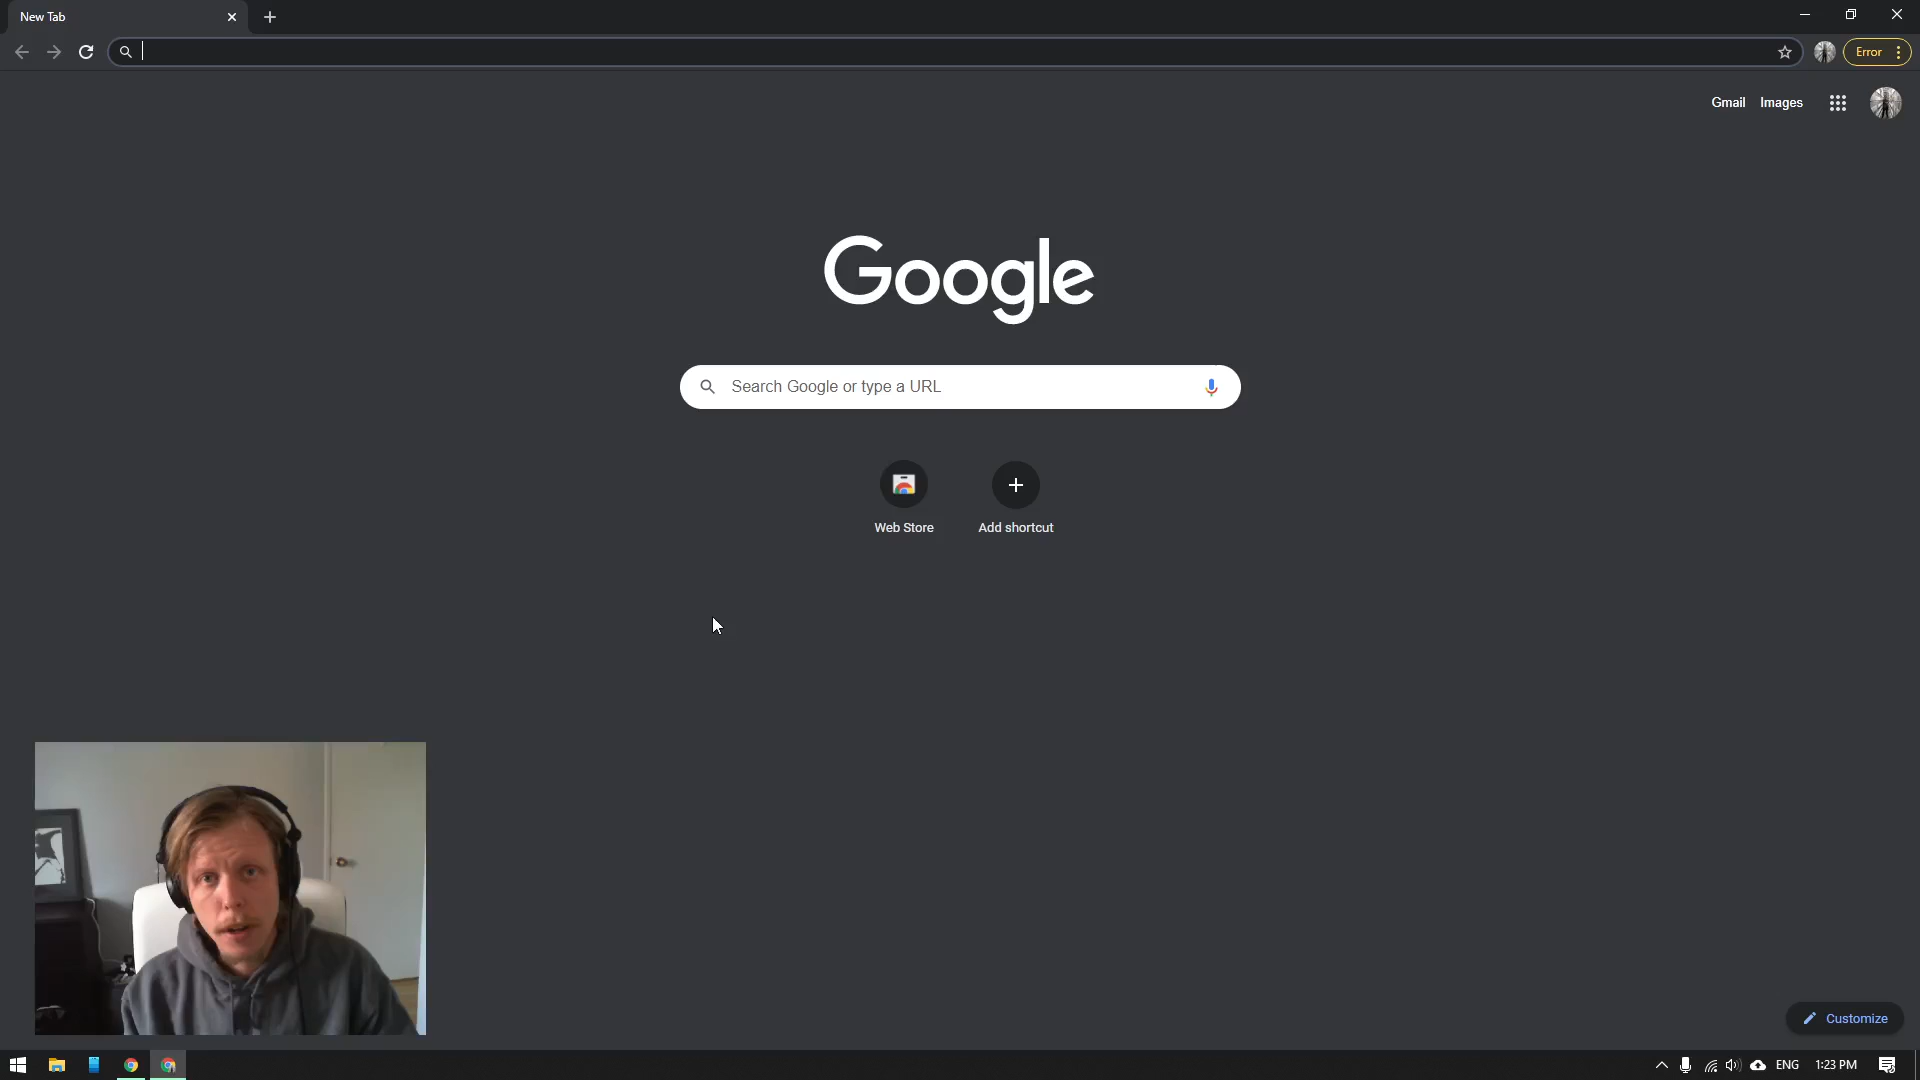 New Tab
Error
Gmail Images
Google
Search Google or type a URL
Web Store Add shortcut
Customize
ENG 1:23 PM